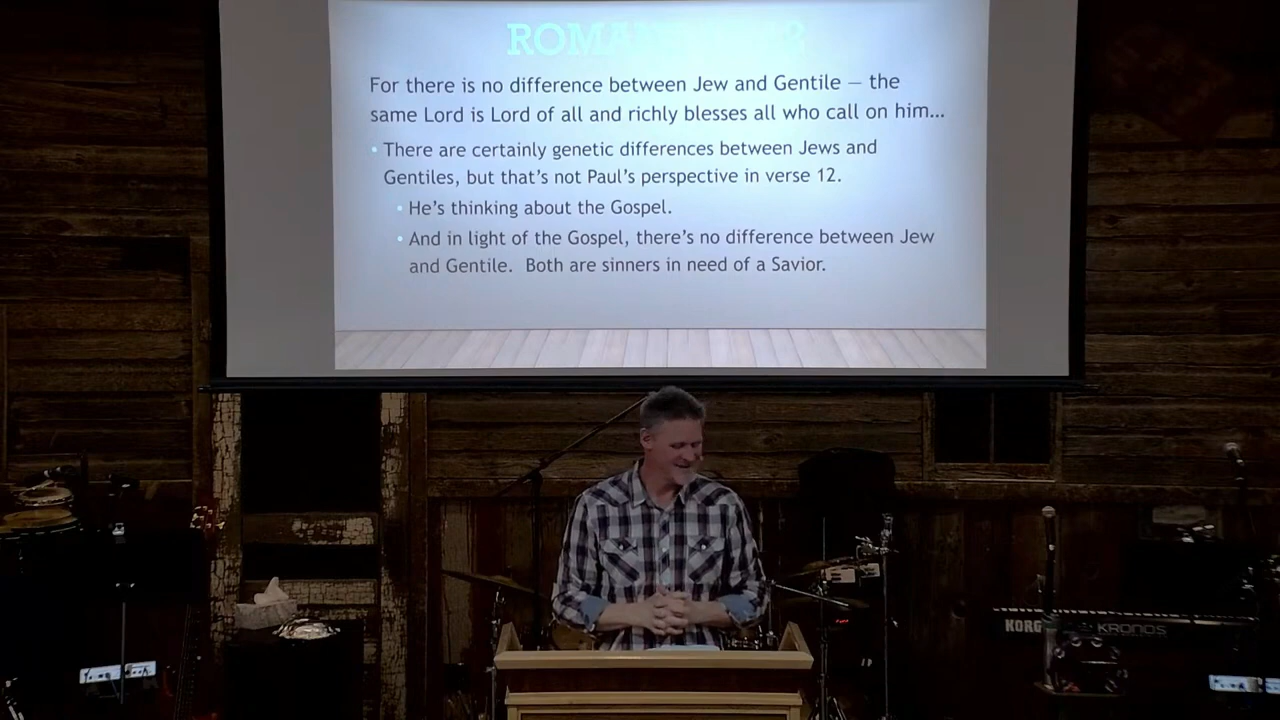 For there is no difference between Jew and Gentile – the
same Lord is Lord of all and richly blesses all who call on him...
• There are certainly genetic differences between Jews and
Gentiles, but that's not Paul's perspective in verse 12.
• He's thinking about the Gospel.
• And in light of the Gospel, there's no difference between Jew
and Gentile.  Both are sinners in need of a Savior.
KORG KRONOS